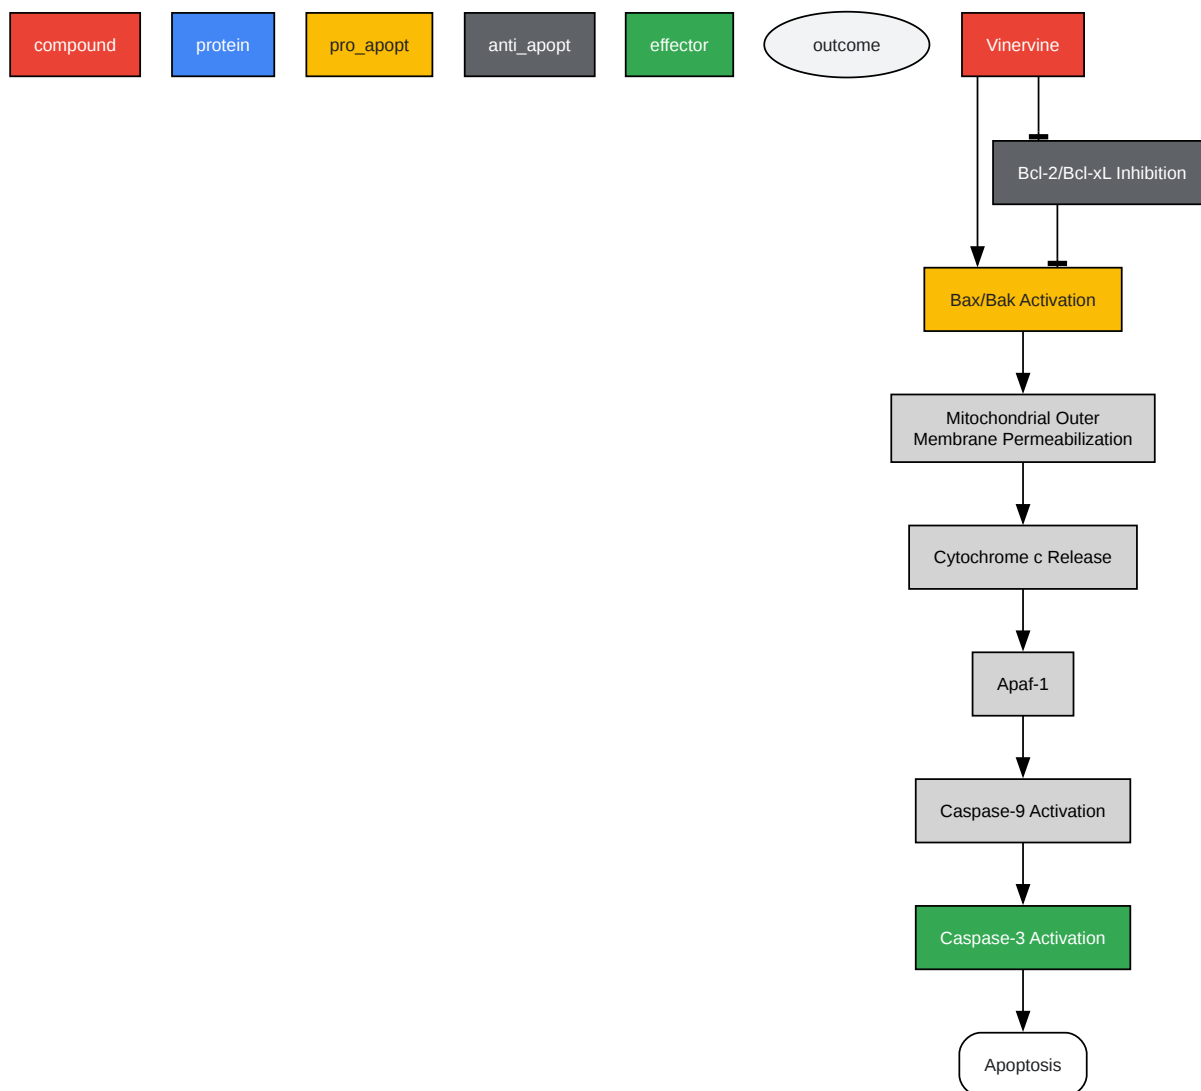 compound
protein
pro_apopt
anti_apopt
effector
outcome
Vinervine
Bcl-2/Bcl-xL Inhibition
Bax/Bak Activation
Mitochondrial Outer
Membrane Permeabilization
Cytochrome c Release
Apaf-1
Caspase-9 Activation
Caspase-3 Activation
Apoptosis